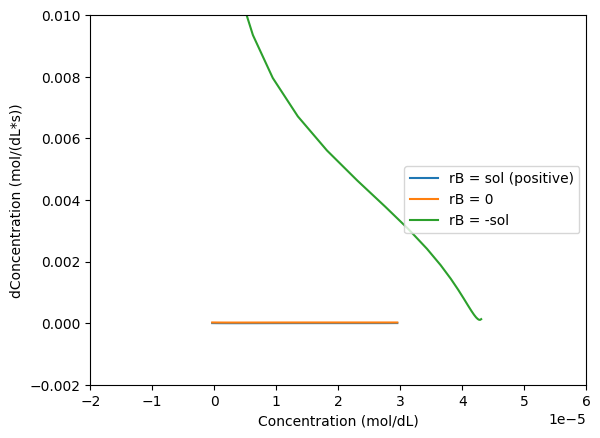 0.010
0.008
0.006
0.004
0.002
0.000
−0.002
dConcentration (mol/(dL*s))
rB = sol (positive)
rB = 0
rB = -sol
−2 −1 0 1 2 3 4 5 6
1e−5
Concentration (mol/dL)